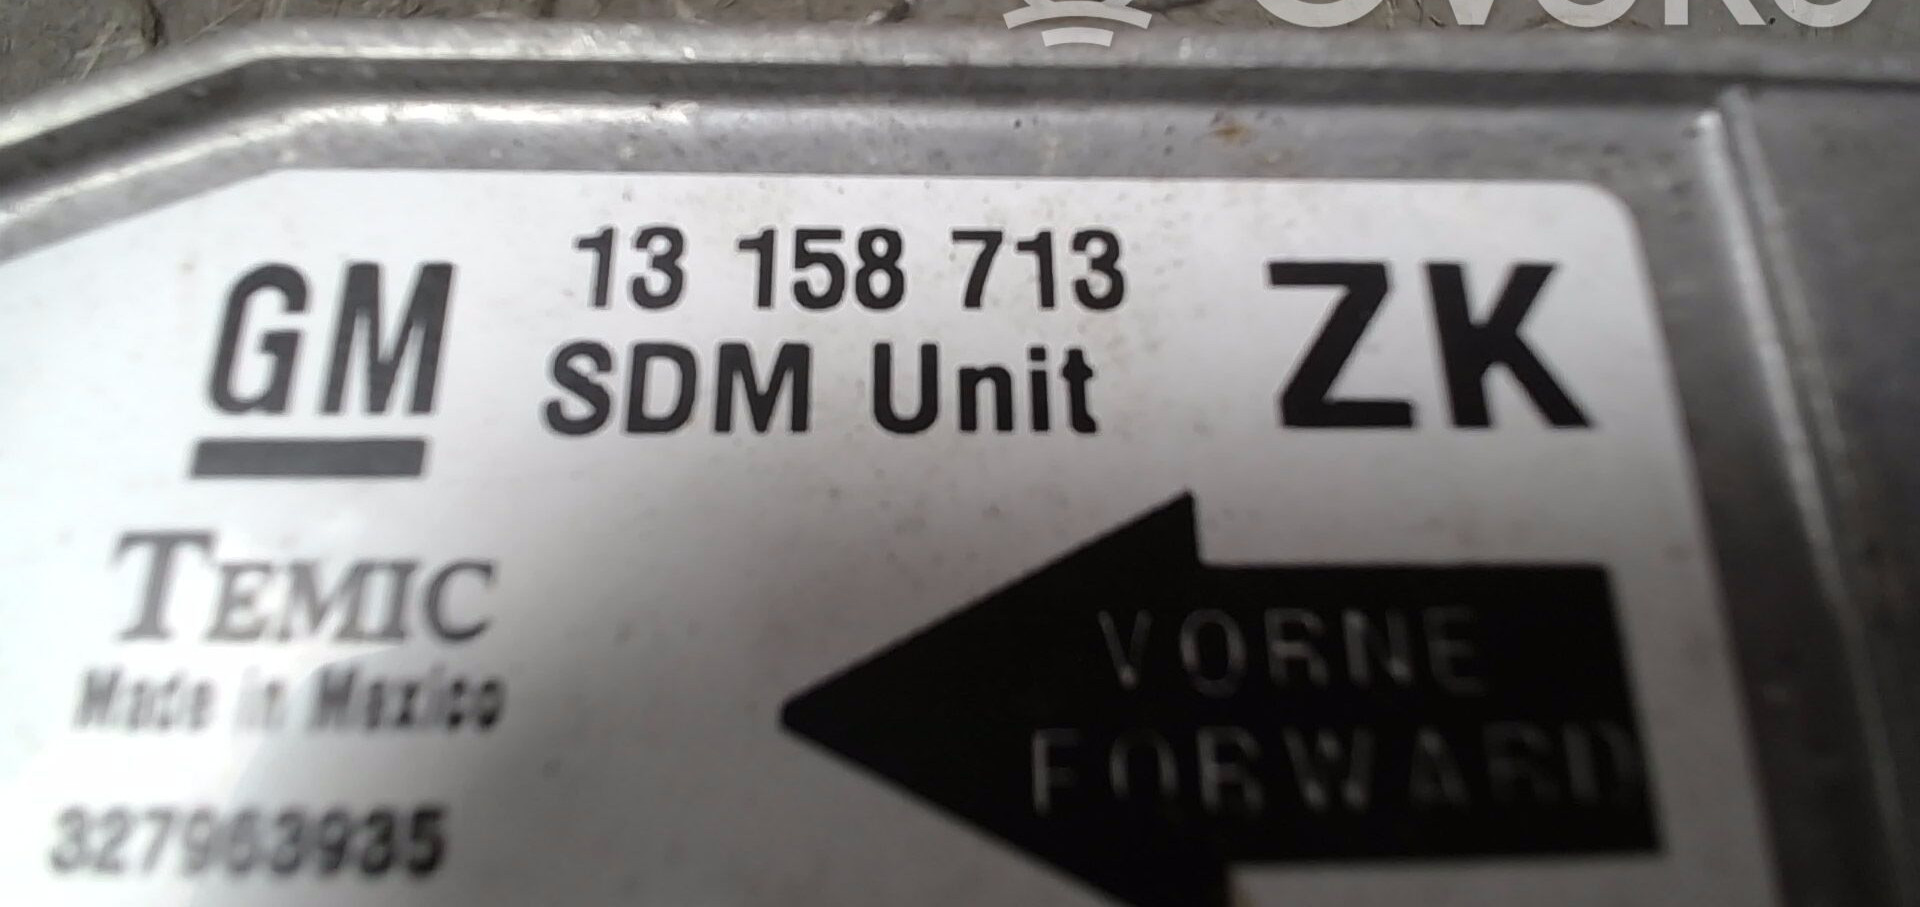 GM
13 158 713
SDM Unit
ZK
TEMIC
Made in Mexico
327963935
VORNE
FORWARD